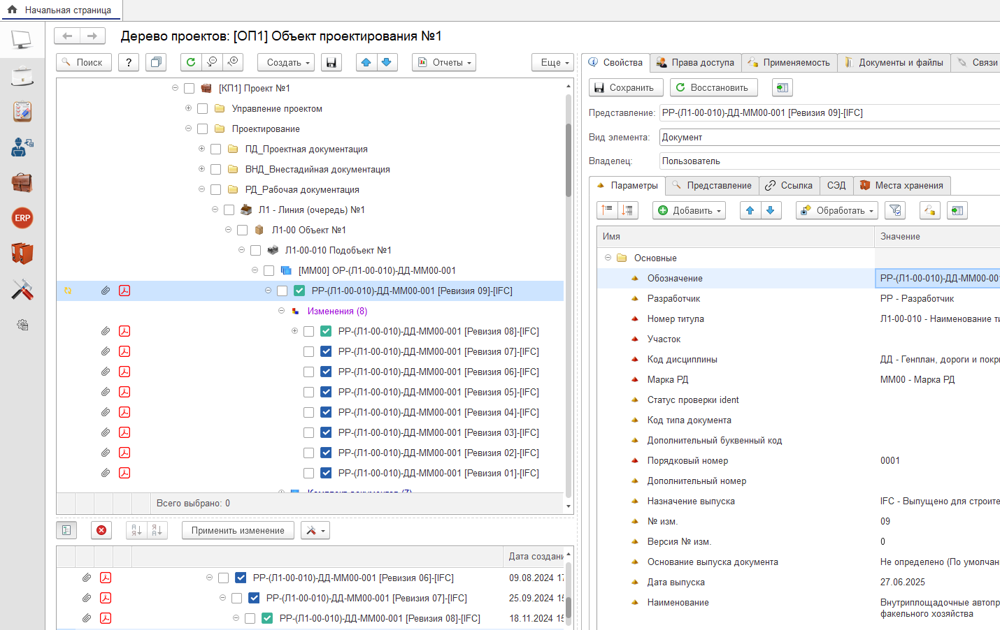 Начальная страница
Дерево проектов: [ОП1] Объект проектирования №1
Поиск
?
Создать
Отчеты
Еще
[КП1] Проект №1
Управление проектом
Проектирование
ПД_Проектная документация
ВНД_Внестадийная документация
РД_Рабочая документация
Л1 - Линия (очередь) №1
Л1-00 Объект №1
Л1-00-010 Подобъект №1
[ММ00] ОР-(Л1-00-010)-ДД-ММ00-001
РР-(Л1-00-010)-ДД-ММ00-001 [Ревизия 09]-[IFC]
Изменения (8)
РР-(Л1-00-010)-ДД-ММ00-001 [Ревизия 08]-[IFC]
РР-(Л1-00-010)-ДД-ММ00-001 [Ревизия 07]-[IFC]
РР-(Л1-00-010)-ДД-ММ00-001 [Ревизия 06]-[IFC]
РР-(Л1-00-010)-ДД-ММ00-001 [Ревизия 05]-[IFC]
РР-(Л1-00-010)-ДД-ММ00-001 [Ревизия 04]-[IFC]
РР-(Л1-00-010)-ДД-ММ00-001 [Ревизия 03]-[IFC]
РР-(Л1-00-010)-ДД-ММ00-001 [Ревизия 02]-[IFC]
РР-(Л1-00-010)-ДД-ММ00-001 [Ревизия 01]-[IFC]
Комплект документов (7)
Всего выбрано: 0
Применить изменение
Дата создани
РР-(Л1-00-010)-ДД-ММ00-001 [Ревизия 06]-[IFC] 09.08.2024 17
РР-(Л1-00-010)-ДД-ММ00-001 [Ревизия 07]-[IFC] 25.09.2024 15
РР-(Л1-00-010)-ДД-ММ00-001 [Ревизия 08]-[IFC] 18.11.2024 15
ERP
Свойства Права доступа Применяемость Документы и файлы Связи
Сохранить Восстановить
Представление: РР-(Л1-00-010)-ДД-ММ00-001 [Ревизия 09]-[IFC]
Вид элемента: Документ
Владелец: Пользователь
Параметры Представление Ссылка СЭД Места хранения
Добавить Обработать
Имя Значение
Основные
Обозначение РР-(Л1-00-010)-ДД-ММ00-001
Разработчик РР - Разработчик
Номер титула Л1-00-010 - Наименование ти
Участок
Код дисциплины ДД - Генплан, дороги и покры
Марка РД ММ00 - Марка РД
Статус проверки ident
Код типа документа
Дополнительный буквенный код
Порядковый номер 0001
Дополнительный номер
Назначение выпуска IFC - Выпущено для строите
№ изм. 09
Версия № изм. 0
Основание выпуска документа Не определено (По умолчан
Дата выпуска 27.06.2025
Наименование Внутриплощадочные автопр
факельного хозяйства